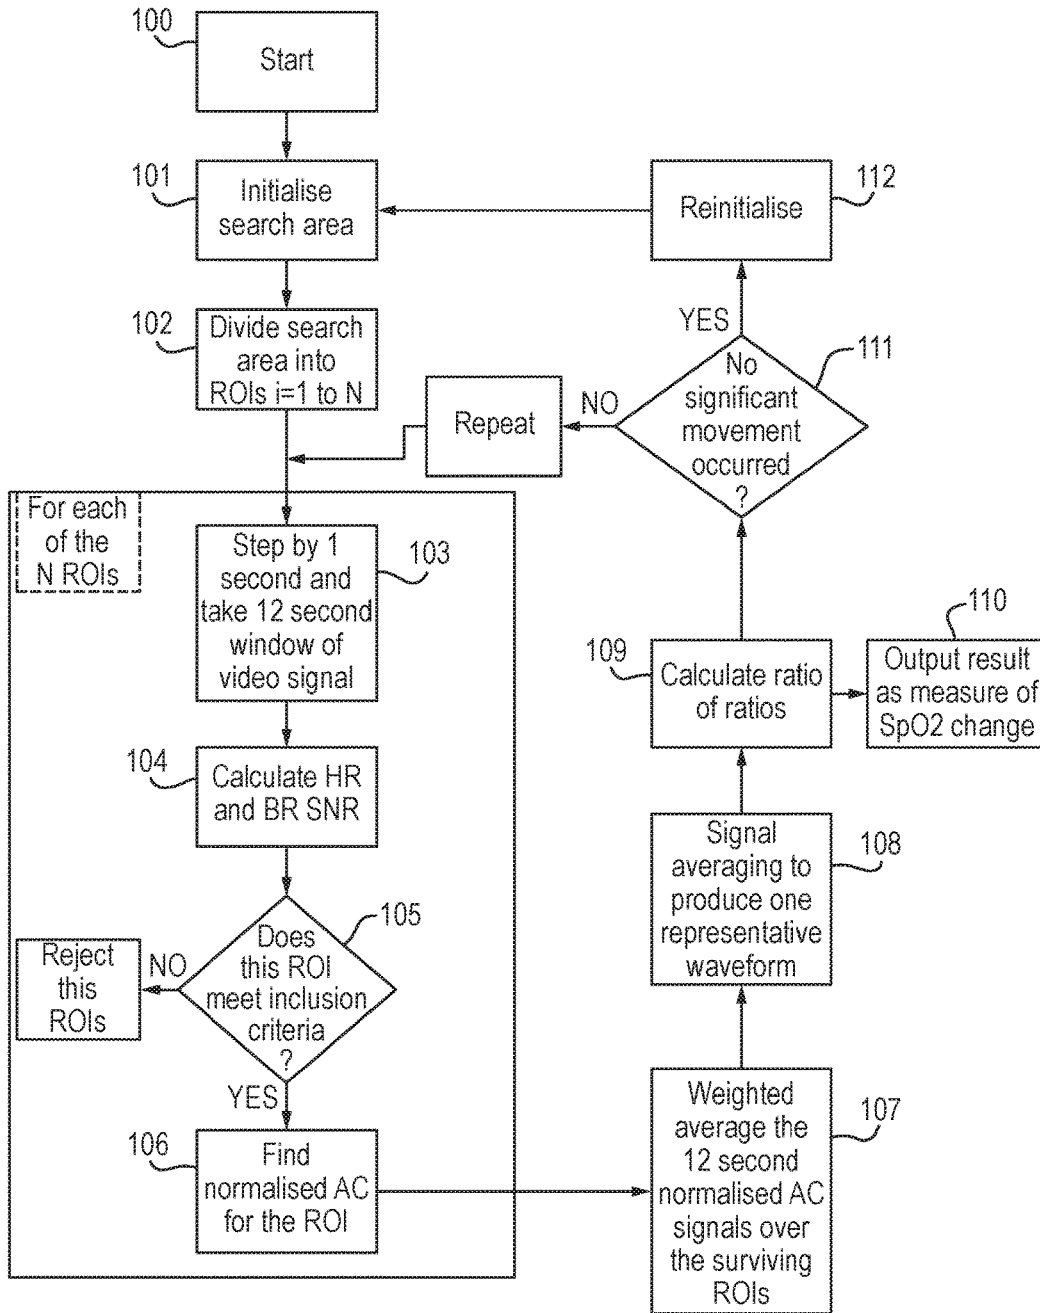 100
Start
101
Initialise
search area
112
Reinitialise
102
Divide search
area into
ROIs i=1 to N
YES
111
No
significant
movement
occurred
?
NO
Repeat
For each
of the
N ROIs
103
Step by 1
second and
take 12 second
window of
video signal
104
Calculate HR
and BR SNR
105
Does
this ROI
meet inclusion
criteria
?
NO
Reject
this
ROIs
YES
106
Find
normalised AC
for the ROI
107
Weighted
average the
12 second
normalised AC
signals over
the surviving
ROIs
108
Signal
averaging to
produce one
representative
waveform
109
Calculate ratio
of ratios
110
Output result
as measure of
SpO2 change